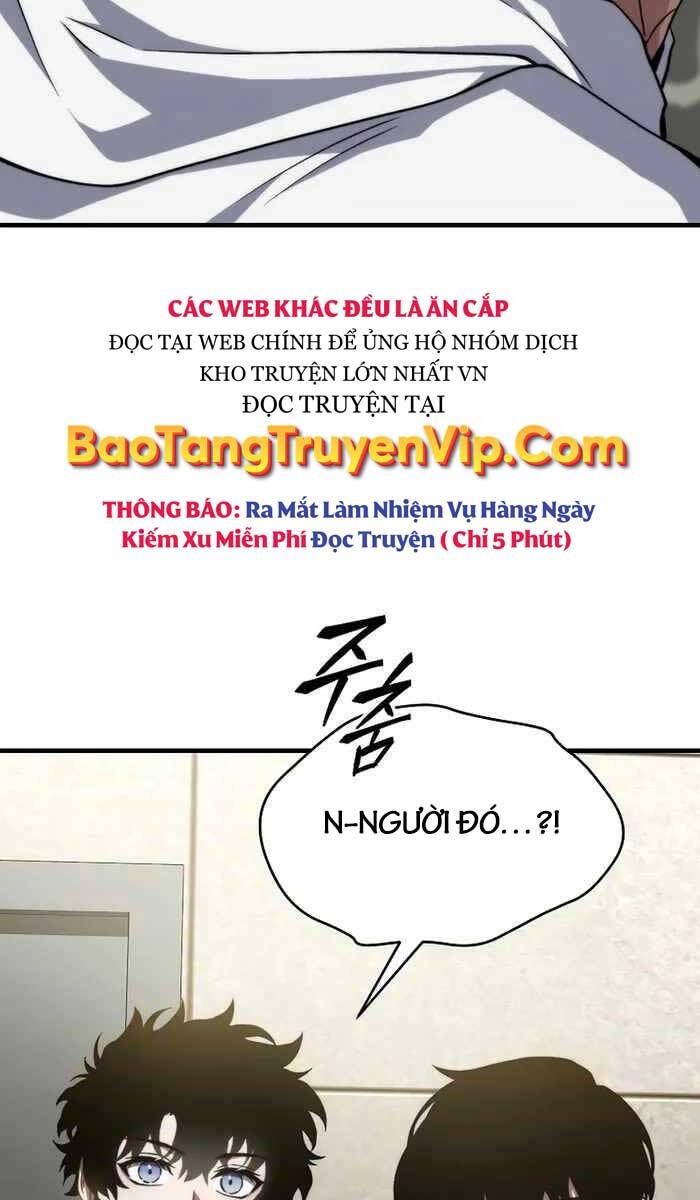 CÁC WEB KHÁC ĐỀU LÀ ĂN CẮP
ĐỌC TẠI WEB CHÍNH ĐỂ ỦNG HỘ NHÓM DỊCH
KHO TRUYỆN LỚN NHẤT VN
ĐỌC TRUYỆN TẠI
BaoTangTruyenVip.Com
THÔNG BÁO: Ra Mắt Làm Nhiệm Vụ Hàng Ngày
Kiếm Xu Miễn Phí Đọc Truyện ( Chỉ 5 Phút)
주춤
N-NGƯỜI ĐÓ...?!